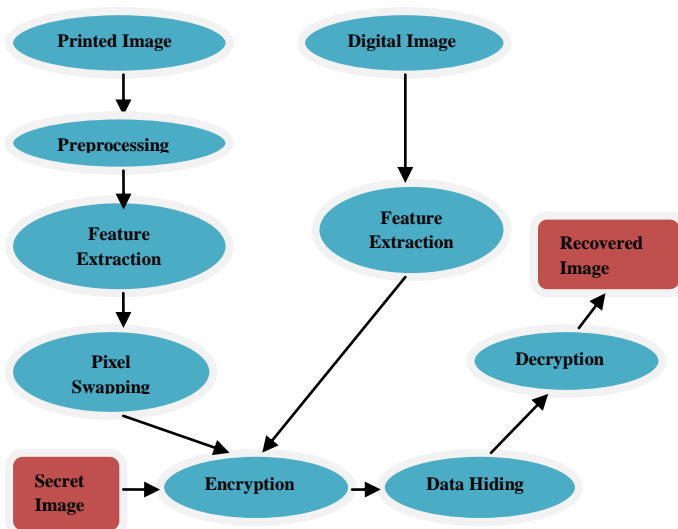 Printed Image
Digital Image
Preprocessing
Feature
Extraction
Feature
Extraction
Recovered
Image
Pixel
Swapping
Decryption
Secret
Image
Encryption
Data Hiding